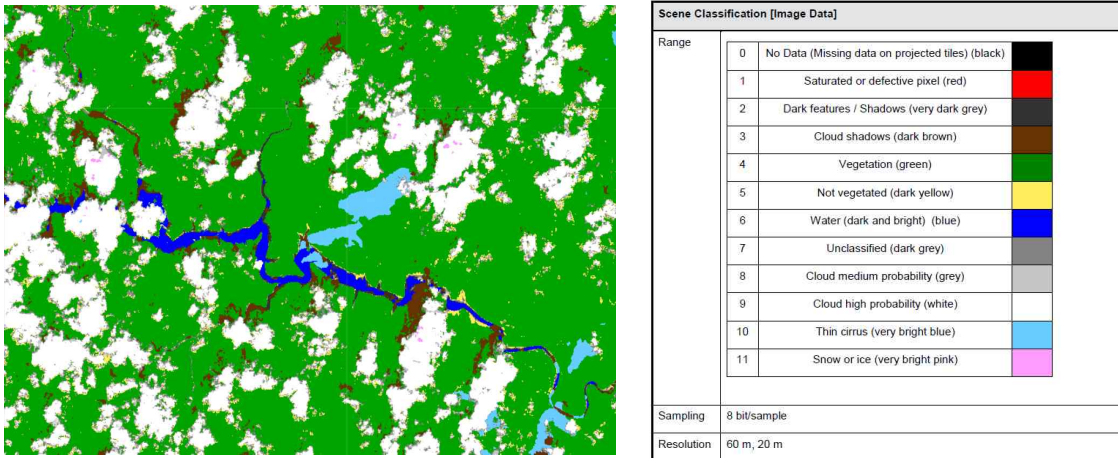 Scene Classification [Image Data]
Range
0 No Data (Missing data on projected tiles) (black)
1 Saturated or defective pixel (red)
2 Dark features / Shadows (very dark grey)
3 Cloud shadows (dark brown)
4 Vegetation (green)
5 Not vegetated (dark yellow)
6 Water (dark and bright) (blue)
7 Unclassified (dark grey)
8 Cloud medium probability (grey)
9 Cloud high probability (white)
10 Thin cirrus (very bright blue)
11 Snow or ice (very bright pink)
Sampling 8 bit/sample
Resolution 60 m, 20 m